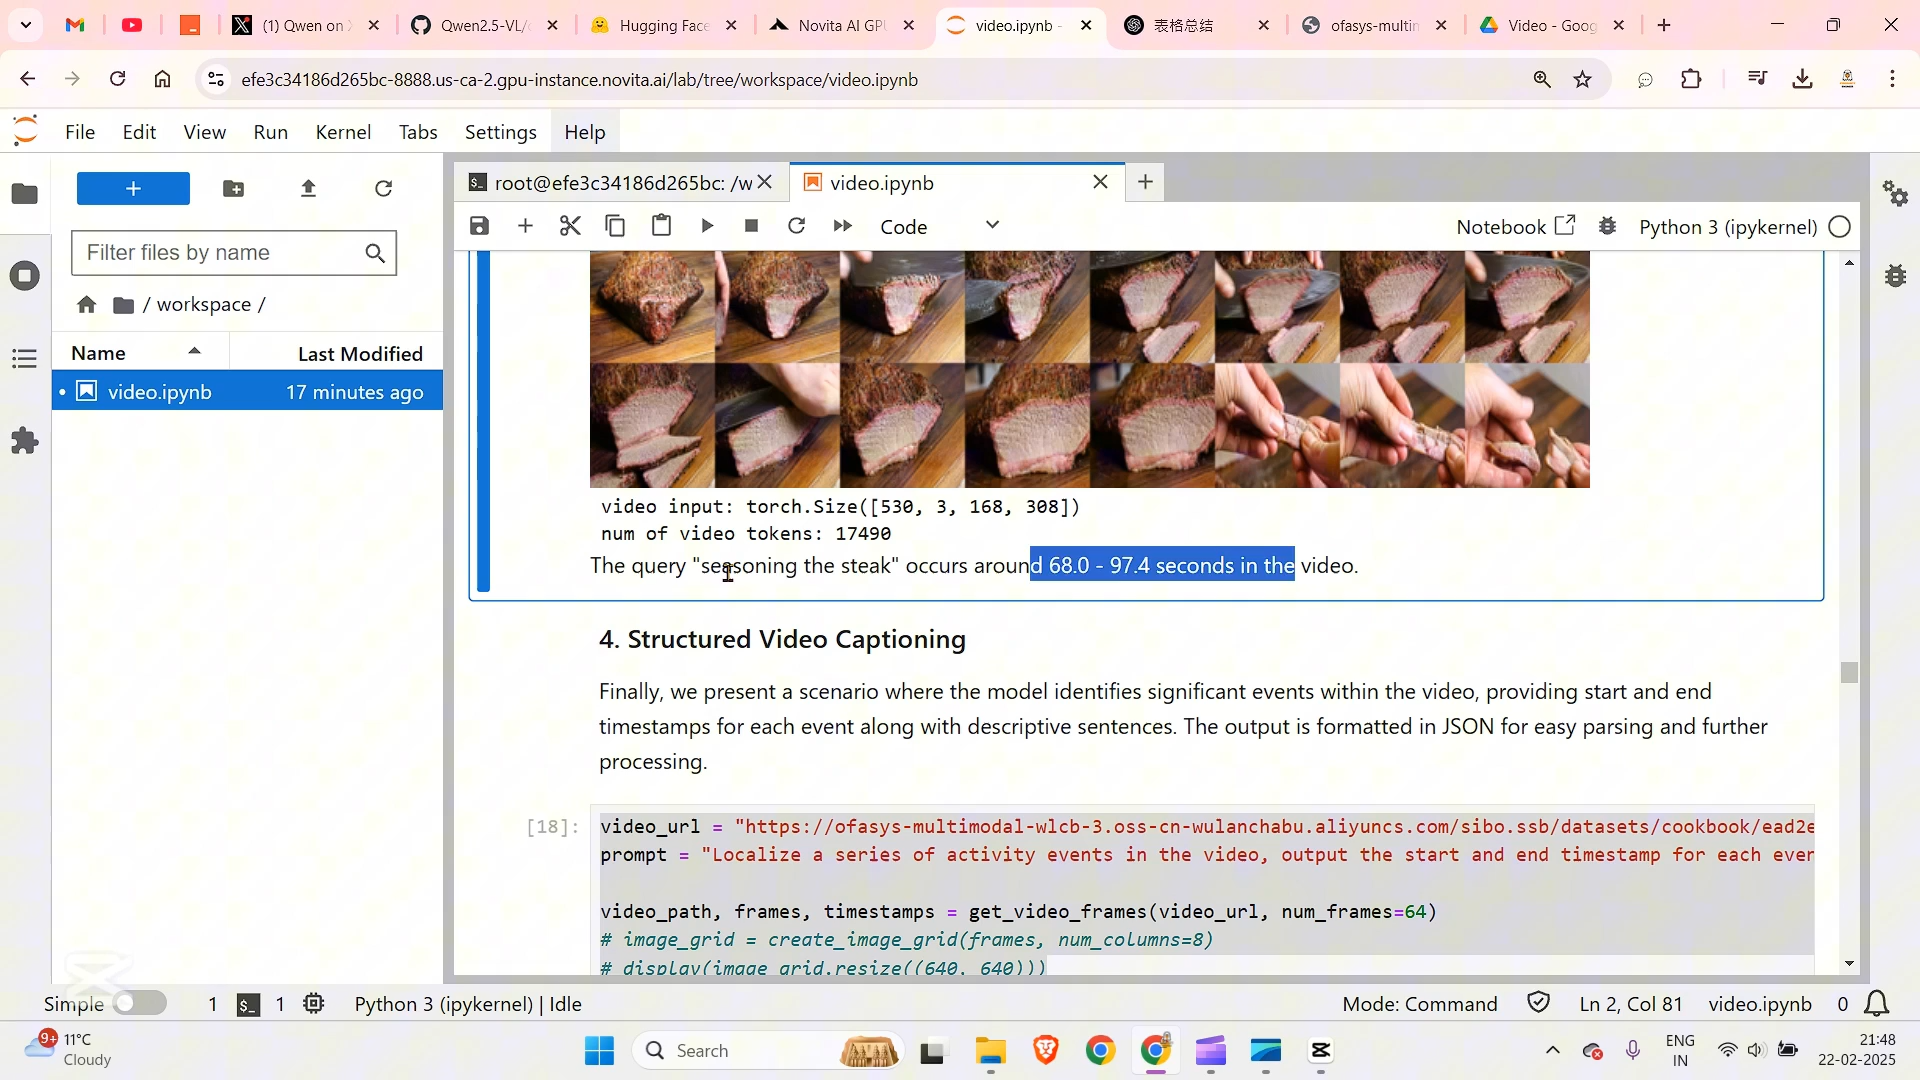 (1) Qwen on X
Qwen2.5-VL/c
Hugging Face
Novita AI GPU
video.ipynb -
表格总结
ofasys-multim
Video - Goog
efe3c34186d265bc-8888.us-ca-2.gpu-instance.novita.ai/lab/tree/workspace/video.ipynb
File Edit View Run Kernel Tabs Settings Help
root@efe3c34186d265bc: /w
video.ipynb
Code
Notebook
Python 3 (ipykernel)
Filter files by name
/ workspace /
Name
Last Modified
video.ipynb
17 minutes ago
video input: torch.Size([530, 3, 168, 308])
num of video tokens: 17490
The query "seasoning the steak" occurs around 68.0 - 97.4 seconds in the video.
4. Structured Video Captioning
Finally, we present a scenario where the model identifies significant events within the video, providing start and end
timestamps for each event along with descriptive sentences. The output is formatted in JSON for easy parsing and further
processing.
[18]:
video_url = "https://ofasys-multimodal-wlcb-3.oss-cn-wulanchabu.aliyuncs.com/sibo.ssb/datasets/cookbook/ead2e
prompt = "Localize a series of activity events in the video, output the start and end timestamp for each even
video_path, frames, timestamps = get_video_frames(video_url, num_frames=64)
# image_grid = create_image_grid(frames, num_columns=8)
# display(image_grid.resize((640, 640)))
Simple
1
1
Python 3 (ipykernel) | Idle
Mode: Command
Ln 2, Col 81
video.ipynb
0
9+
11°C
Cloudy
Search
ENG
IN
21:48
22-02-2025